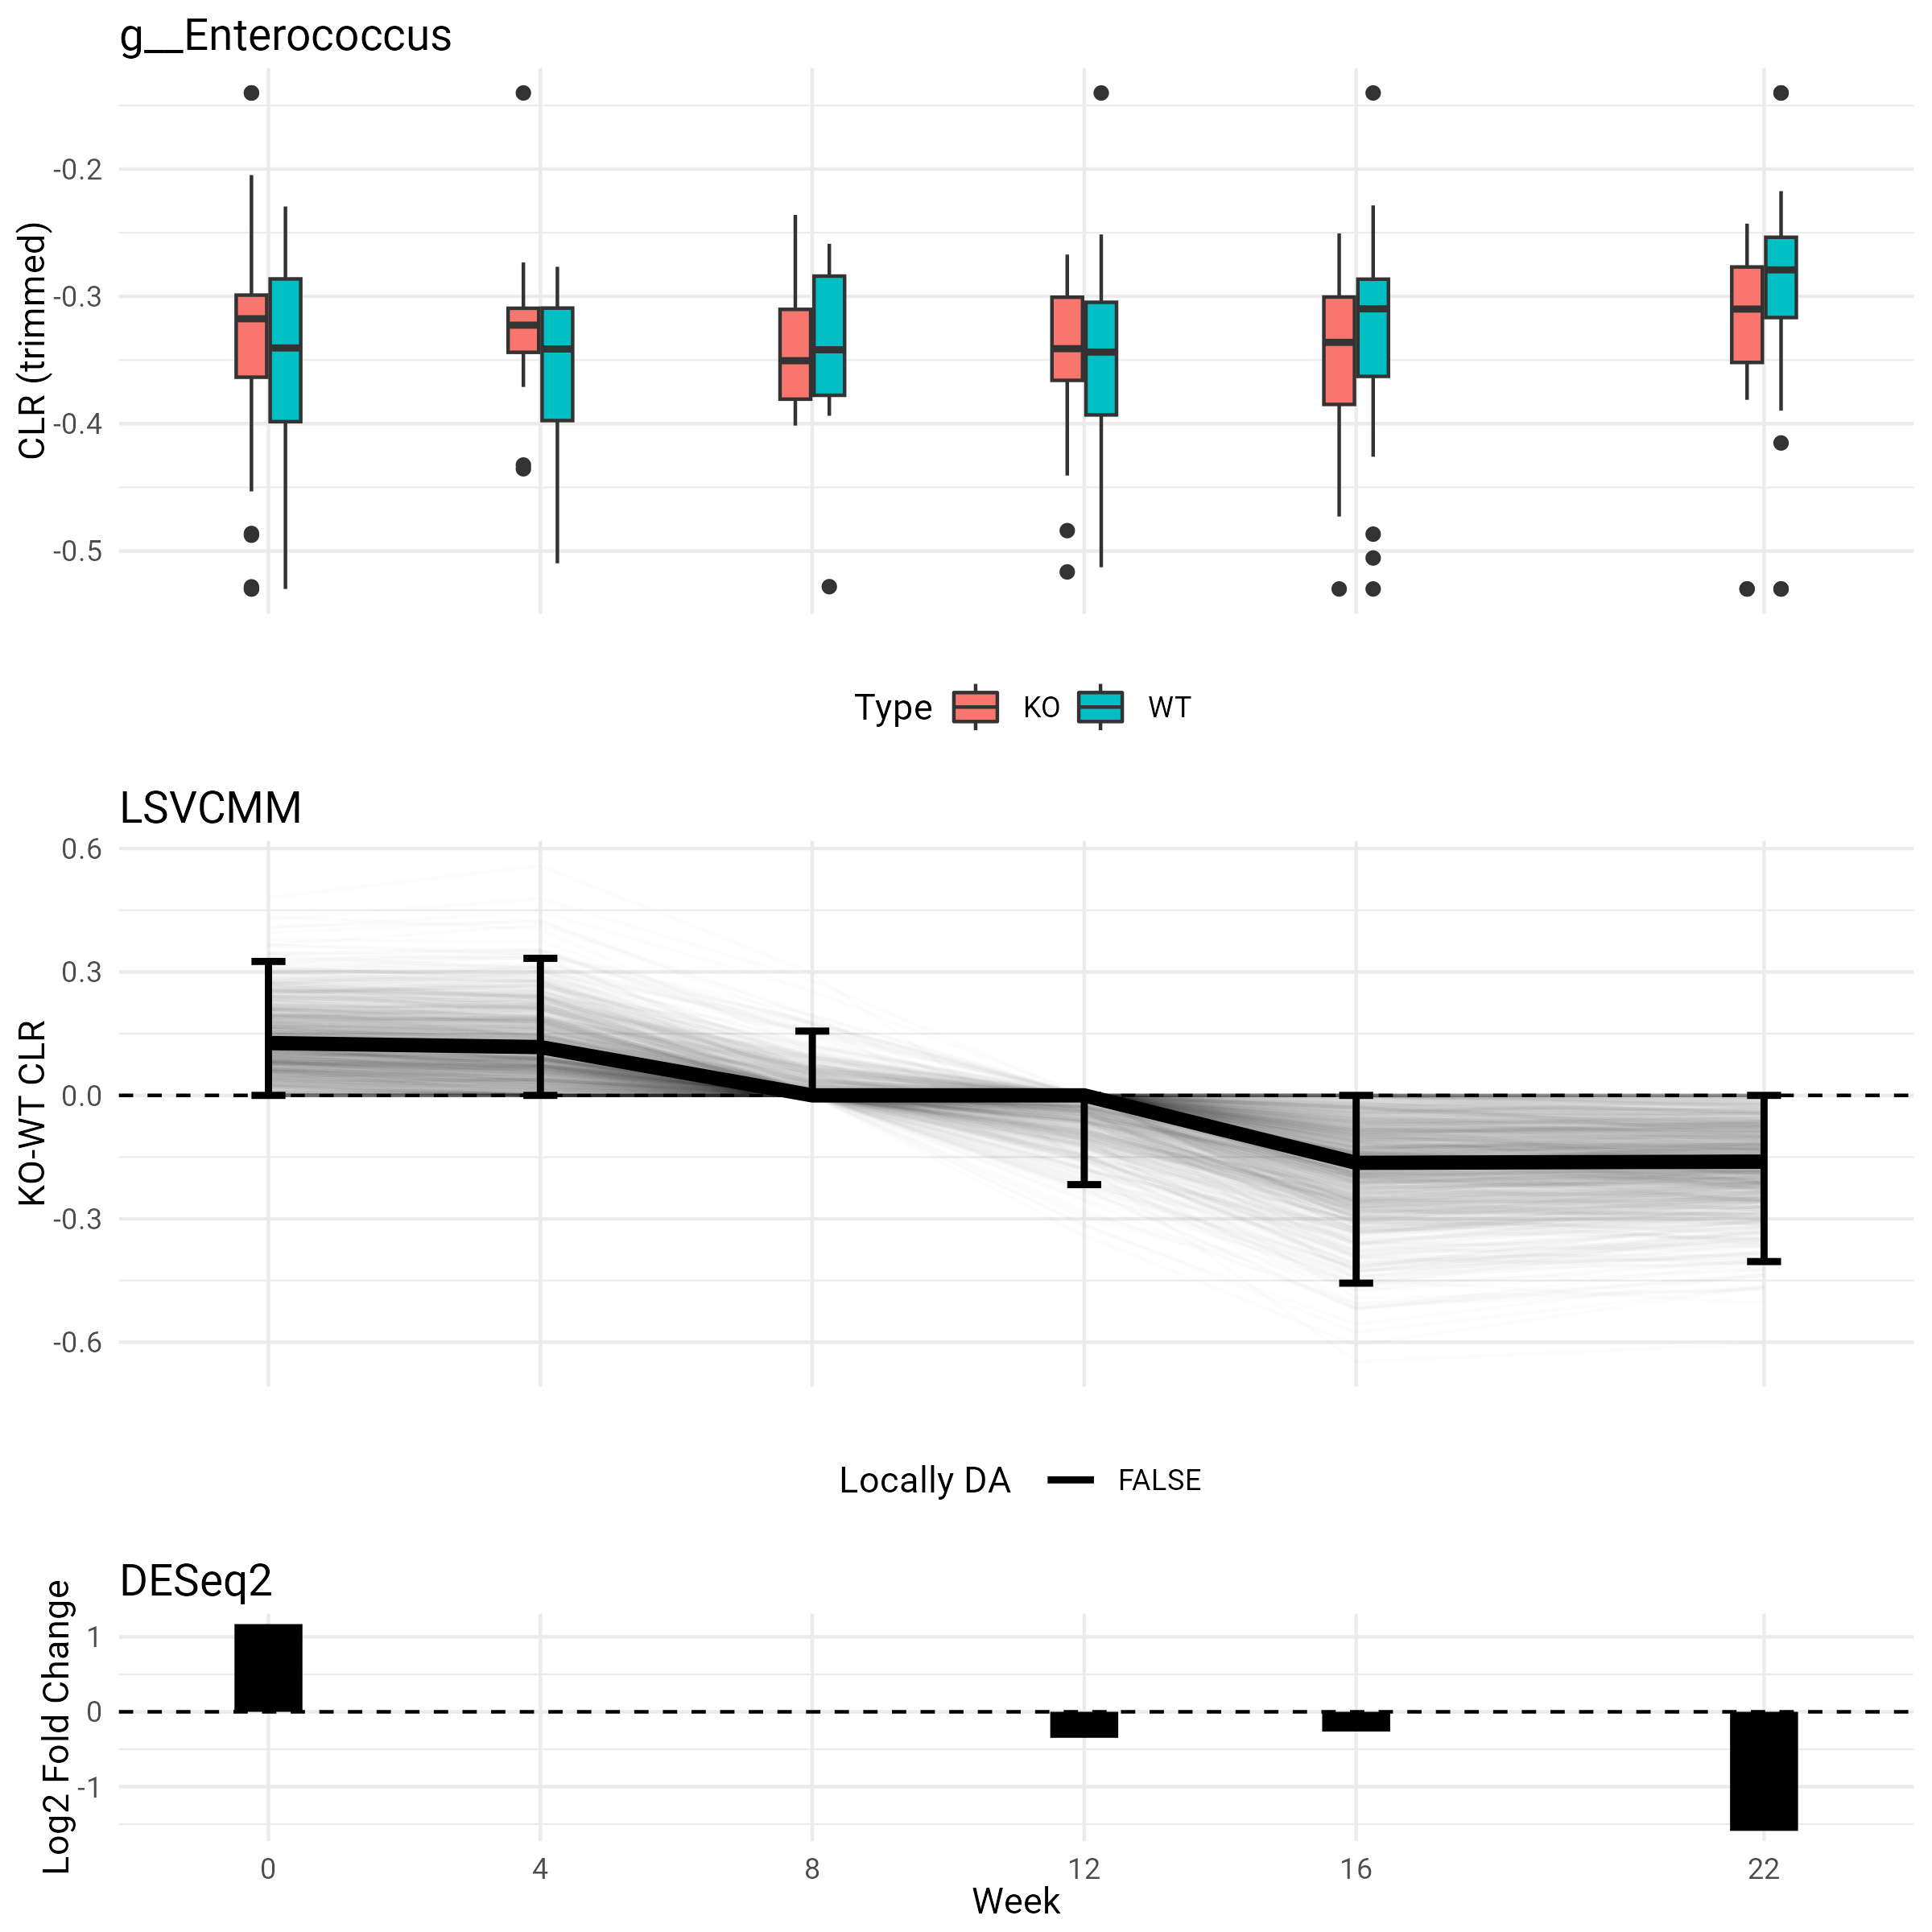 g__Enterococcus
CLR (trimmed)
-0.2
-0.3
-0.4
-0.5
Type KO WT
LSVCMM
KO-WT CLR
0.6
0.3
0.0
-0.3
-0.6
Locally DA FALSE
DESeq2
Log2 Fold Change
1
0
-1
0 4 8 12 16 22
Week